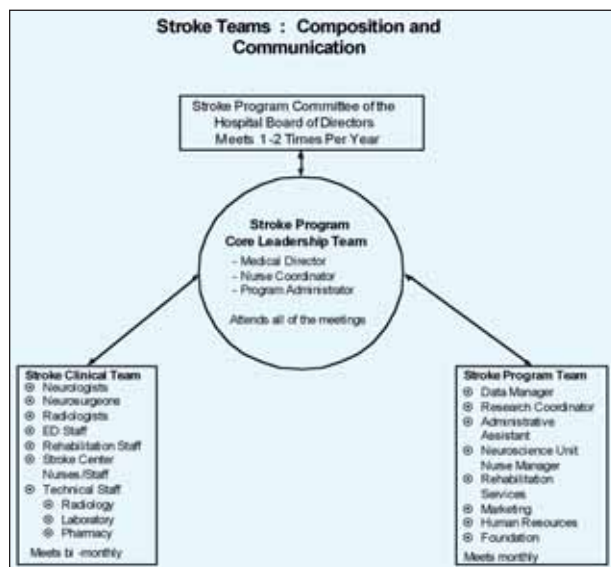 Stroke Teams : Composition and
Communication
Stroke Program Committee of the
Hospital Board of Directors
Meets 1-2 Times Per Year
Stroke Program
Core Leadership Team
- Medical Director
- Nurse Coordinator
- Program Administrator
Attends all of the meetings
Stroke Clinical Team
Neurologists
Neurosurgeons
Radiologists
ED Staff
Rehabilitation Staff
Stroke Center
Nurses/Staff
Technical Staff
Radiology
Laboratory
Pharmacy
Meets bi -monthly
Stroke Program Team
Data Manager
Research Coordinator
Administrative
Assistant
Neuroscience Unit
Nurse Manager
Rehabilitation
Services
Marketing
Human Resources
Foundation
Meets monthly